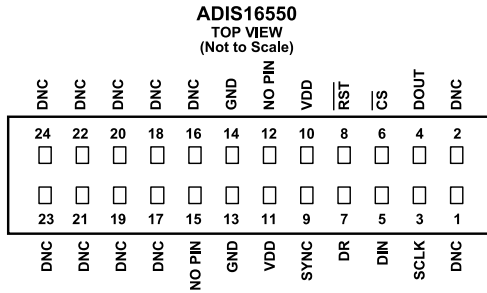 ADIS16550
TOP VIEW
(Not to Scale)
DNC DNC DNC DNC DNC GND NO PIN VDD RST CS DOUT DNC
24 22 20 18 16 14 12 10 8 6 4 2
23 21 19 17 15 13 11 9 7 5 3 1
DNC DNC DNC DNC NO PIN GND VDD SYNC DR DIN SCLK DNC